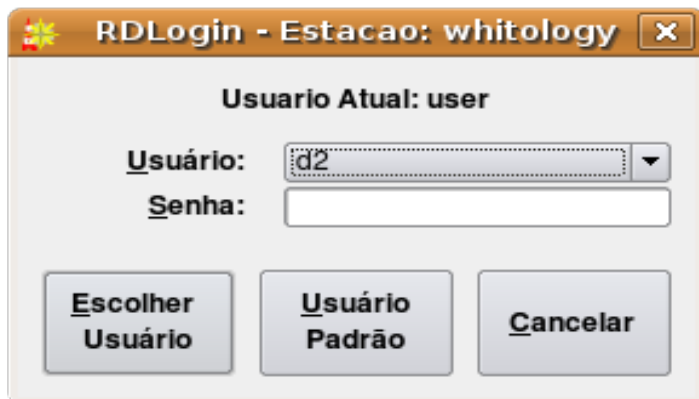 RDLogin - Estacao: whitology
Usuario Atual: user
Usuário: d2
Senha:
Escolher Usuário
Usuário Padrão
Cancelar